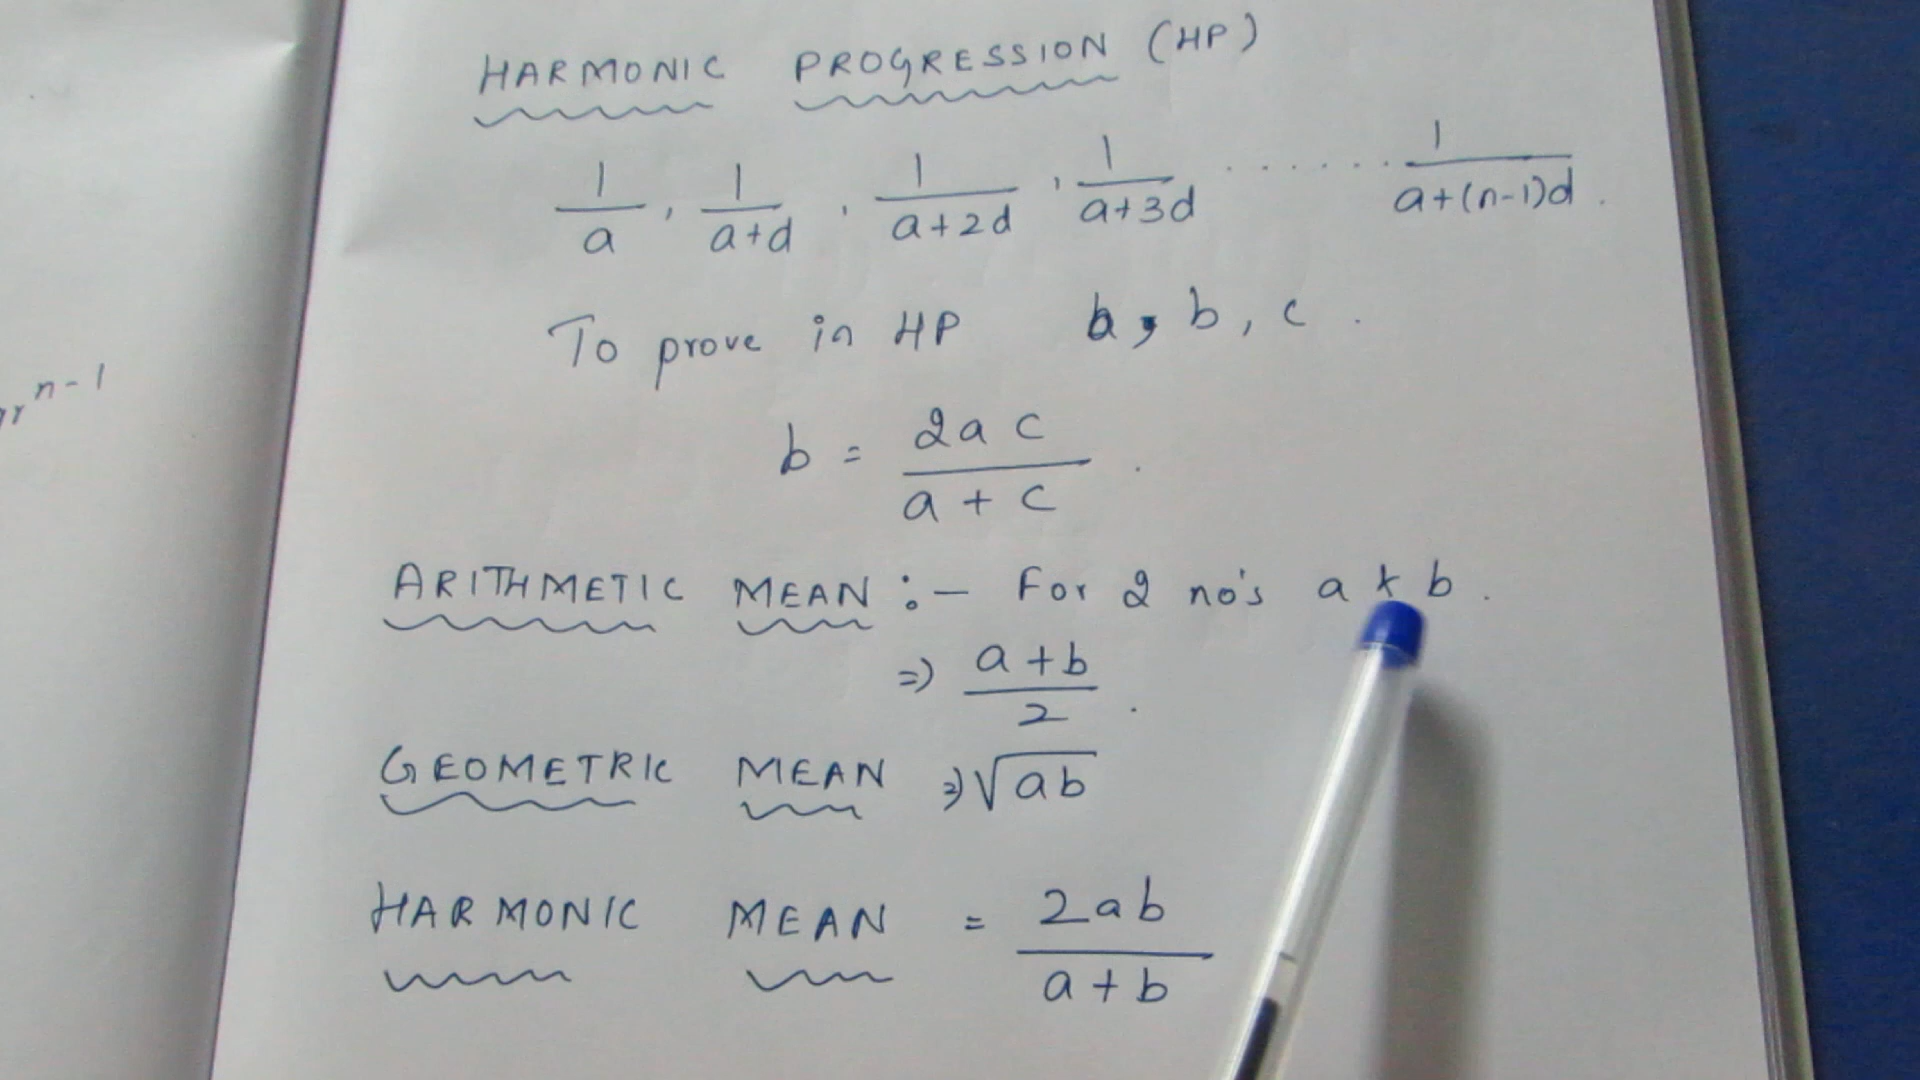 HARMONIC PROGRESSION (HP)
1/a, 1/a+d, 1/a+2d, 1/a+3d ....... 1/a+(n-1)d.
To prove in HP a, b, c.
b = 2ac/a+c.
n-1
ARITHMETIC MEAN :- For 2 no's a & b.
=> a+b/2.
GEOMETRIC MEAN => √ab
HARMONIC MEAN = 2ab/a+b